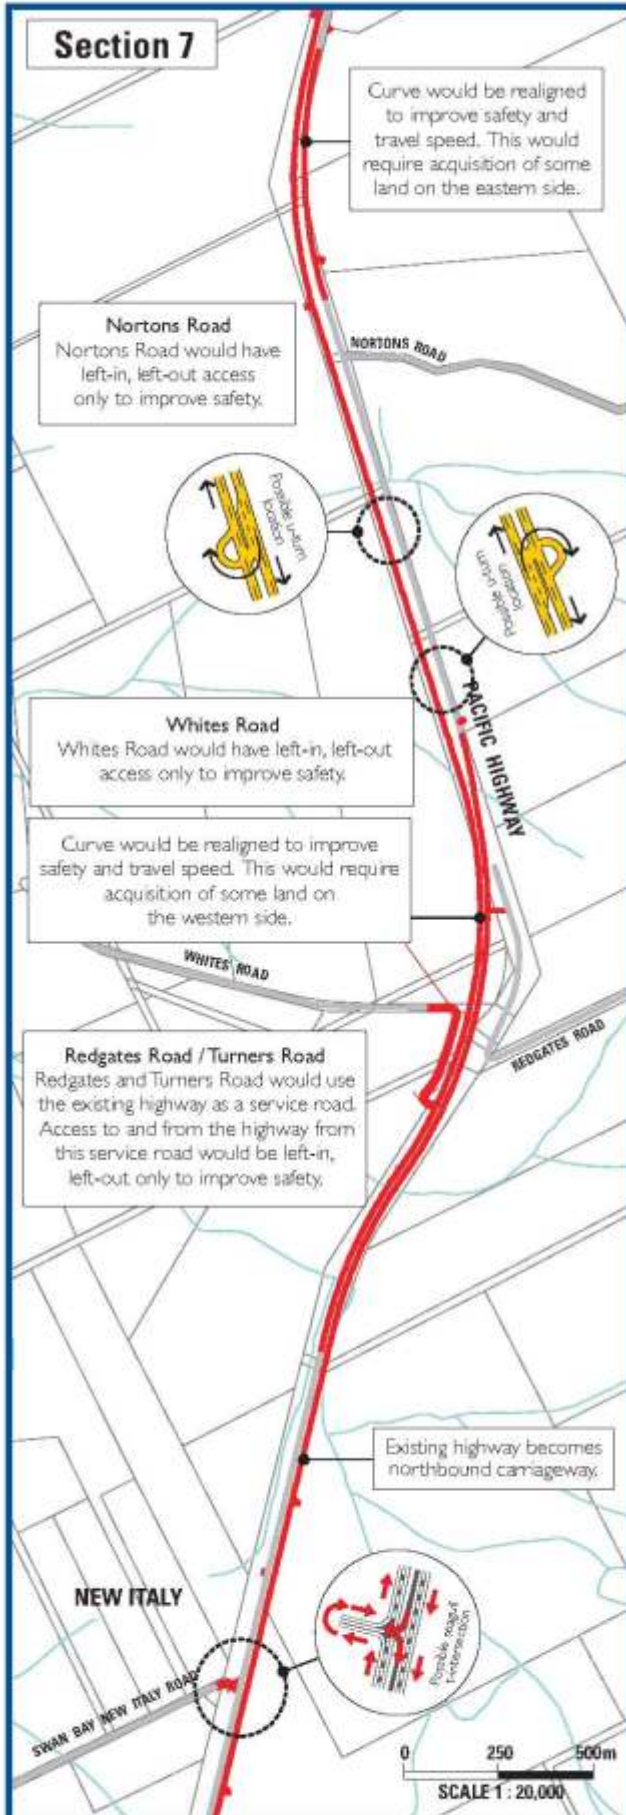 Section 7
Curve would be realigned
to improve safety and
travel speed. This would
require acquisition of some
land on the eastern side.
Nortons Road
Nortons Road would have
left-in, left-out access
only to improve safety.
NORTONS ROAD
Possible u-turn
location
Possible u-turn
location
PACIFIC HIGHWAY
Whites Road
Whites Road would have left-in, left-out
access only to improve safety.
Curve would be realigned to improve
safety and travel speed. This would require
acquisition of some land on
the western side.
WHITES ROAD
REDGATES ROAD
Redgates Road / Turners Road
Redgates and Turners Road would use
the existing highway as a service road.
Access to and from the highway from
this service road would be left-in,
left-out only to improve safety.
Existing highway becomes
northbound carriageway.
NEW ITALY
Possible seagull
t-intersection
SWAN BAY NEW ITALY ROAD
0 250 500m
SCALE 1 : 20,000